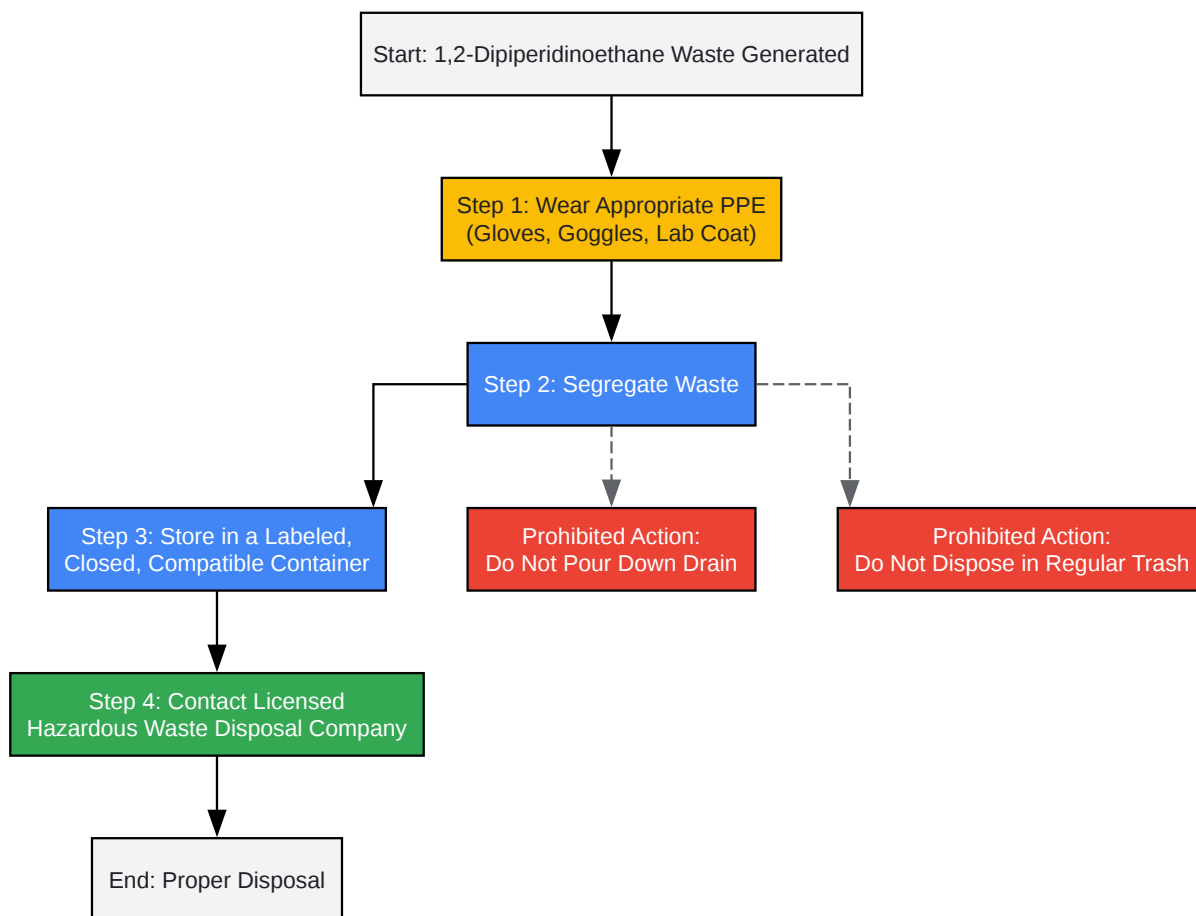 Start: 1,2-Dipiperidinoethane Waste Generated
Step 1: Wear Appropriate PPE
(Gloves, Goggles, Lab Coat)
Step 2: Segregate Waste
Step 3: Store in a Labeled,
Closed, Compatible Container
Prohibited Action:
Do Not Pour Down Drain
Prohibited Action:
Do Not Dispose in Regular Trash
Step 4: Contact Licensed
Hazardous Waste Disposal Company
End: Proper Disposal